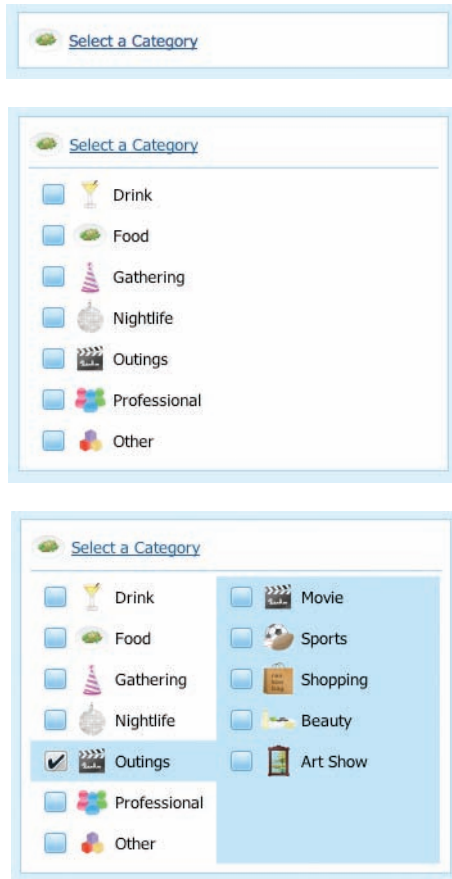 Select a Category
Select a Category
Drink
Food
Gathering
Nightlife
Outings
Professional
Other
Select a Category
Drink
Food
Gathering
Nightlife
Outings
Professional
Other
Movie
Sports
Shopping
Beauty
Art Show